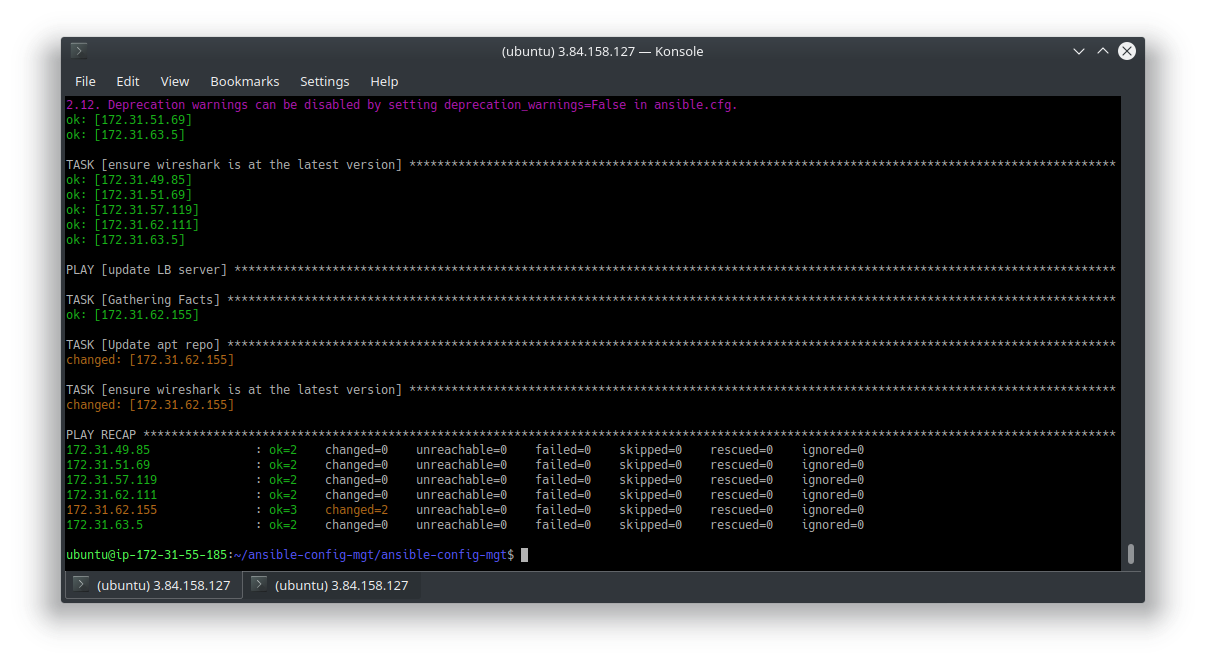 (ubuntu) 3.84.158.127 — Konsole
File Edit View Bookmarks Settings Help
2.12. Deprecation warnings can be disabled by setting deprecation_warnings=False in ansible.cfg.
ok: [172.31.51.69]
ok: [172.31.63.5]
TASK [ensure wireshark is at the latest version] *****************************************************************************************************
ok: [172.31.49.85]
ok: [172.31.51.69]
ok: [172.31.57.119]
ok: [172.31.62.111]
ok: [172.31.63.5]
PLAY [update LB server] ******************************************************************************************************************************
TASK [Gathering Facts] *******************************************************************************************************************************
ok: [172.31.62.155]
TASK [Update apt repo] *******************************************************************************************************************************
changed: [172.31.62.155]
TASK [ensure wireshark is at the latest version] *****************************************************************************************************
changed: [172.31.62.155]
PLAY RECAP *******************************************************************************************************************************************
172.31.49.85               : ok=2    changed=0    unreachable=0    failed=0    skipped=0    rescued=0    ignored=0
172.31.51.69               : ok=2    changed=0    unreachable=0    failed=0    skipped=0    rescued=0    ignored=0
172.31.57.119              : ok=2    changed=0    unreachable=0    failed=0    skipped=0    rescued=0    ignored=0
172.31.62.111              : ok=2    changed=0    unreachable=0    failed=0    skipped=0    rescued=0    ignored=0
172.31.62.155              : ok=3    changed=2    unreachable=0    failed=0    skipped=0    rescued=0    ignored=0
172.31.63.5                : ok=2    changed=0    unreachable=0    failed=0    skipped=0    rescued=0    ignored=0
ubuntu@ip-172-31-55-185:~/ansible-config-mgt/ansible-config-mgt$
(ubuntu) 3.84.158.127 (ubuntu) 3.84.158.127